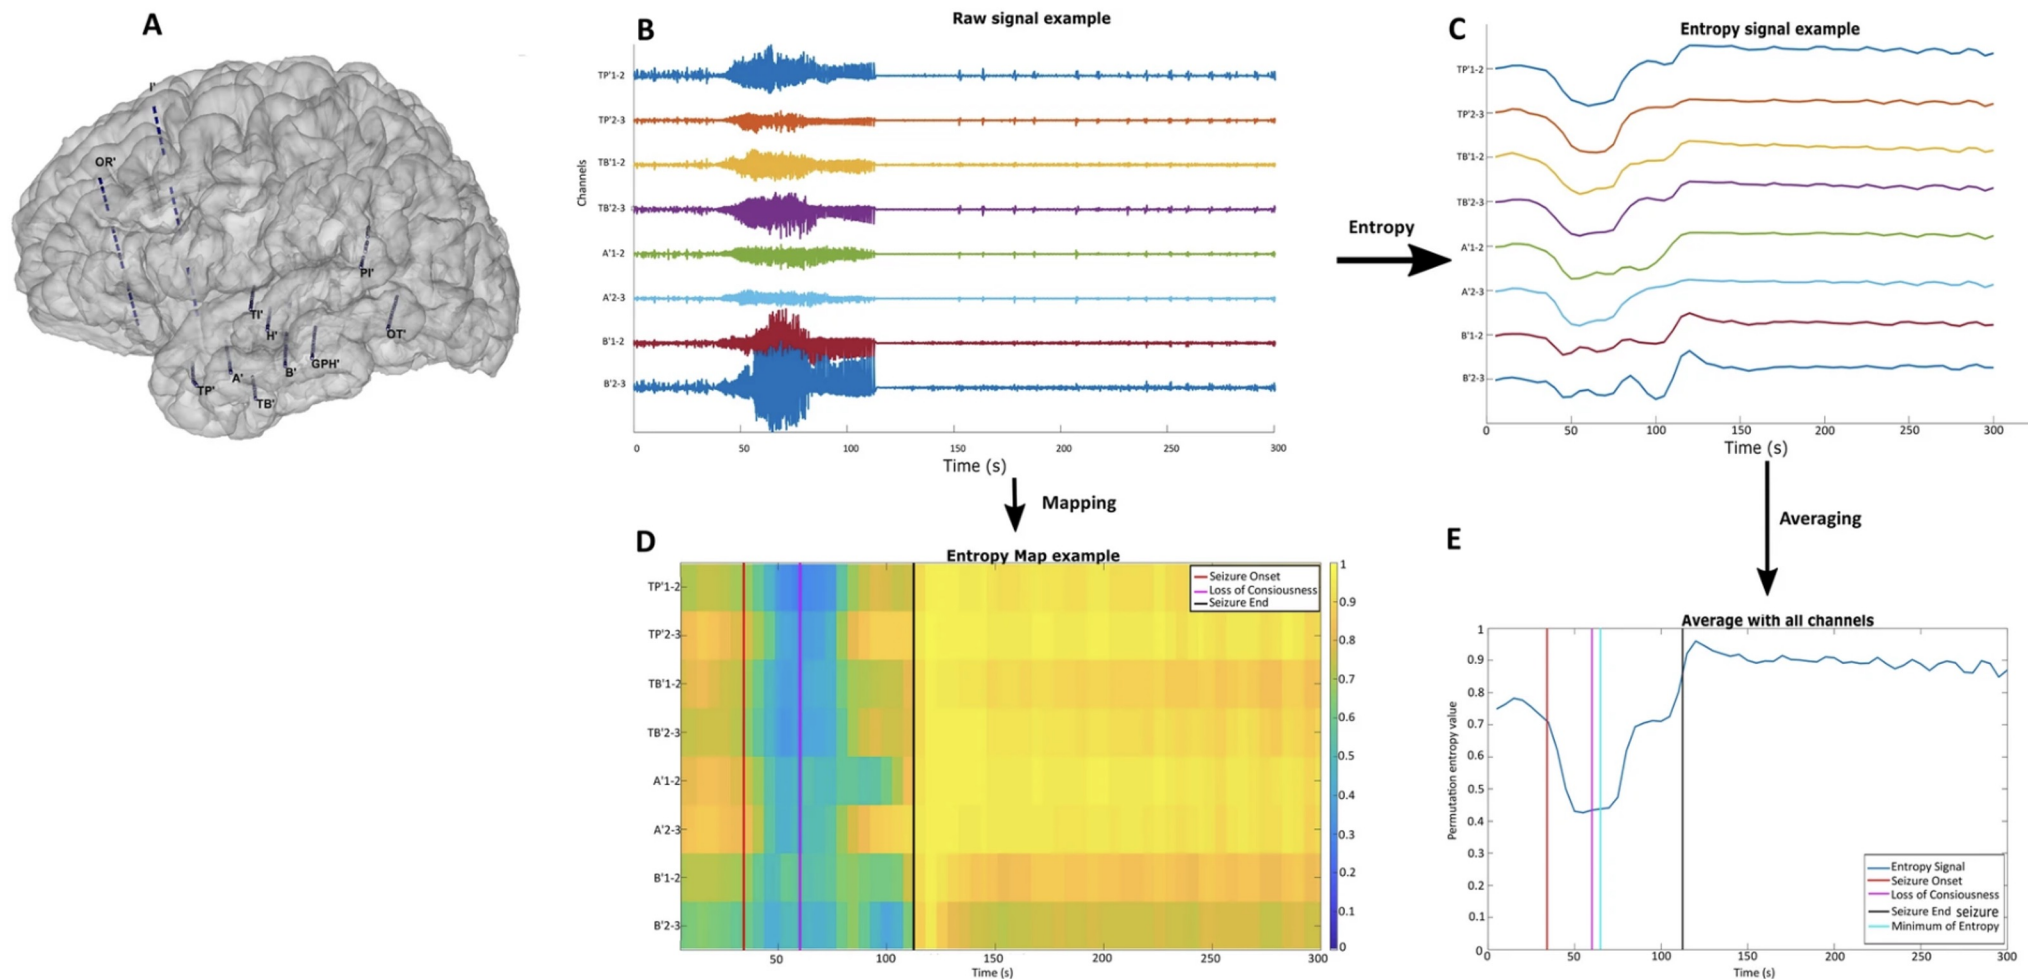 A
I'
OR'
PI'
TI'
H'
OT'
B'
GPH'
A'
TP'
TB'
B
Raw signal example
Channels
TP'1-2
TP'2-3
TB'1-2
TB'2-3
A'1-2
A'2-3
B'1-2
B'2-3
0 50 100 150 200 250 300
Time (s)
Entropy
C
Entropy signal example
TP'1-2
TP'2-3
TB'1-2
TB'2-3
A'1-2
A'2-3
B'1-2
B'2-3
0 50 100 150 200 250 300
Time (s)
Mapping
Averaging
D
Entropy Map example
TP'1-2
TP'2-3
TB'1-2
TB'2-3
A'1-2
A'2-3
B'1-2
B'2-3
Seizure Onset
Loss of Consiousness
Seizure End
1
0.9
0.8
0.7
0.6
0.5
0.4
0.3
0.2
0.1
0
50 100 150 200 250 300
Time (s)
E
Average with all channels
Permutation entropy value
1
0.9
0.8
0.7
0.6
0.5
0.4
0.3
0.2
0.1
0
Entropy Signal
Seizure Onset
Loss of Consiousness
Seizure End seizure
Minimum of Entropy
0 50 100 150 200 250 300
Time (s)